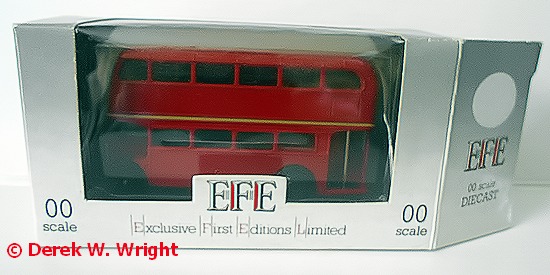 EFE
00 scale
DIECAST
EFE
00
scale
Exclusive First Editions Limited
00
scale
© Derek W. Wright